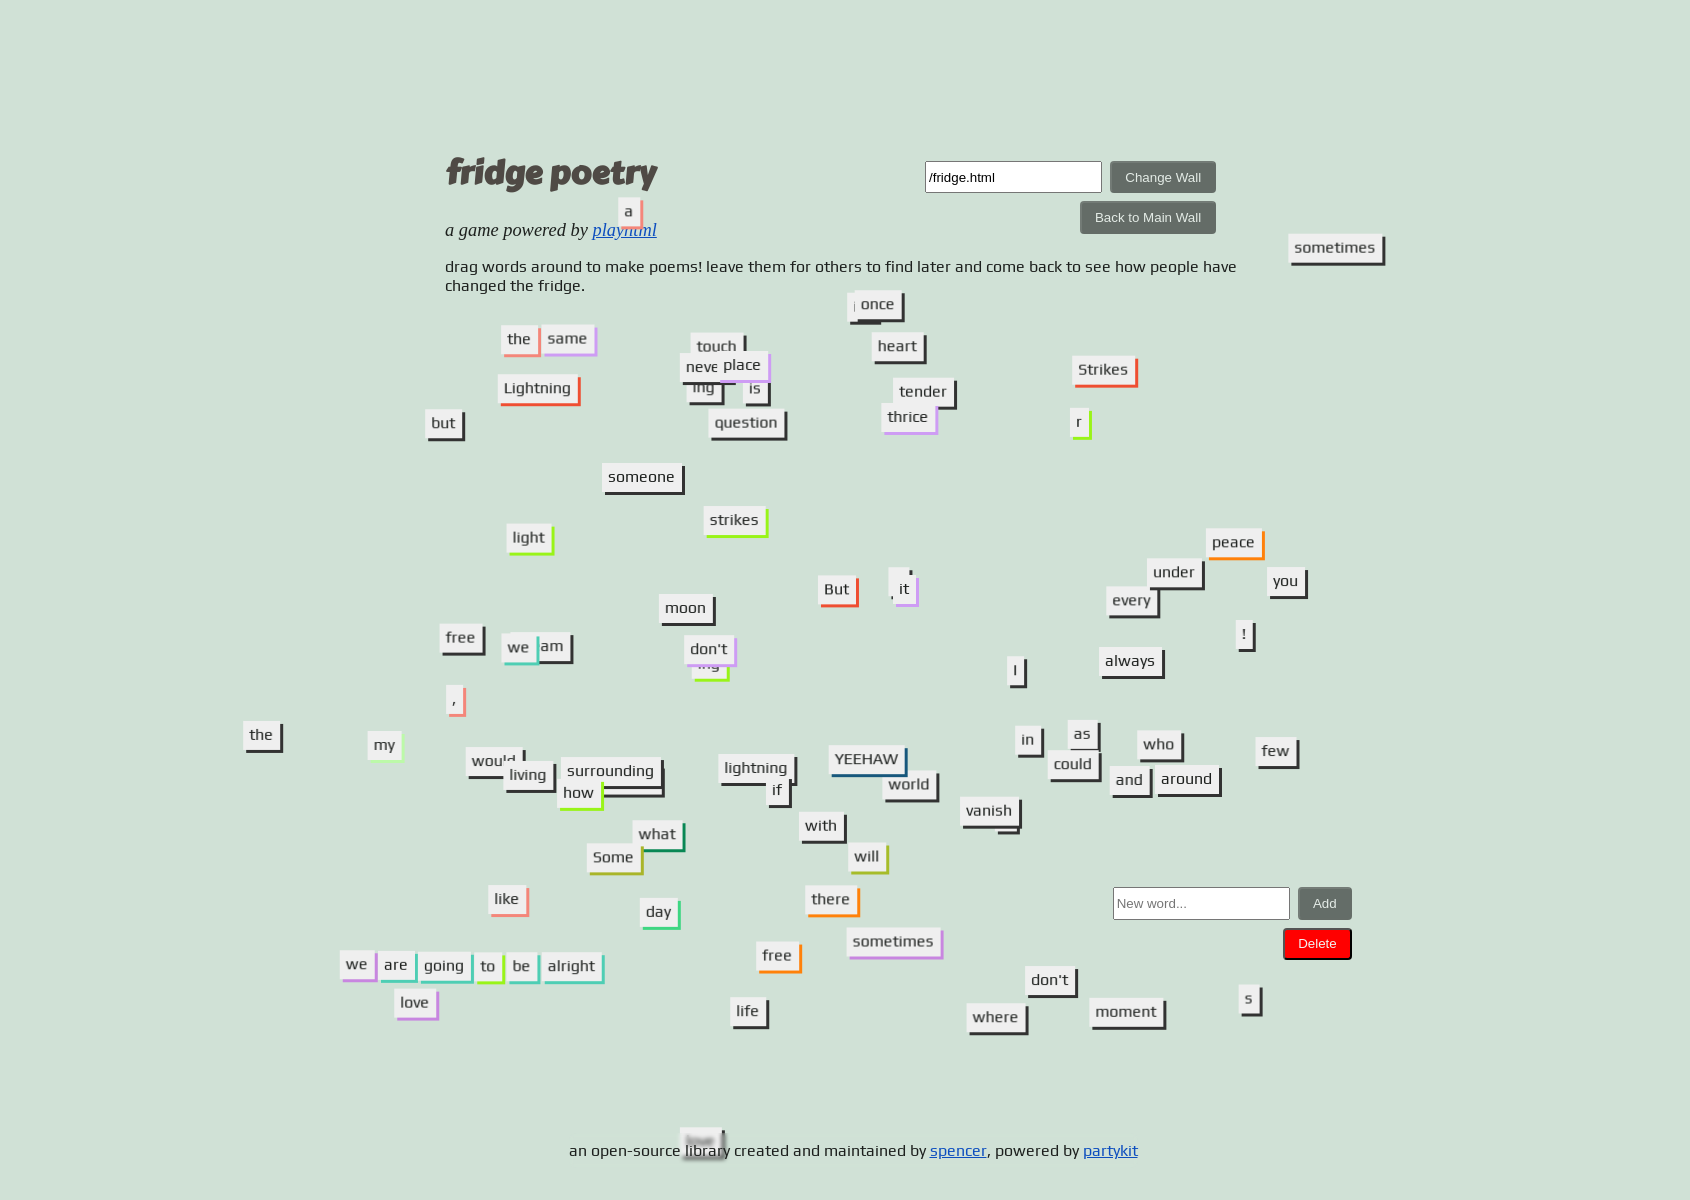 fridge poetry
/fridge.html
Change Wall
Back to Main Wall
a
a game powered by playhtml
sometimes
drag words around to make poems! leave them for others to find later and come back to see how people have
changed the fridge.
once
the same
touch
heart
never place
Strikes
Lightning
ing
is
tender
thrice
but
question
r
someone
strikes
light
peace
under
you
But
it
every
moon
free
we
am
don't
ing
!
always
I
,
the
my
in
as
who
few
would
living
surrounding
how
lightning
if
YEEHAW
world
could
and
around
vanish
with
what
Some
will
like
day
there
New word...
Add
sometimes
Delete
free
we are going to be alright
love
life
don't
where
moment
s
love
an open-source library created and maintained by spencer, powered by partykit